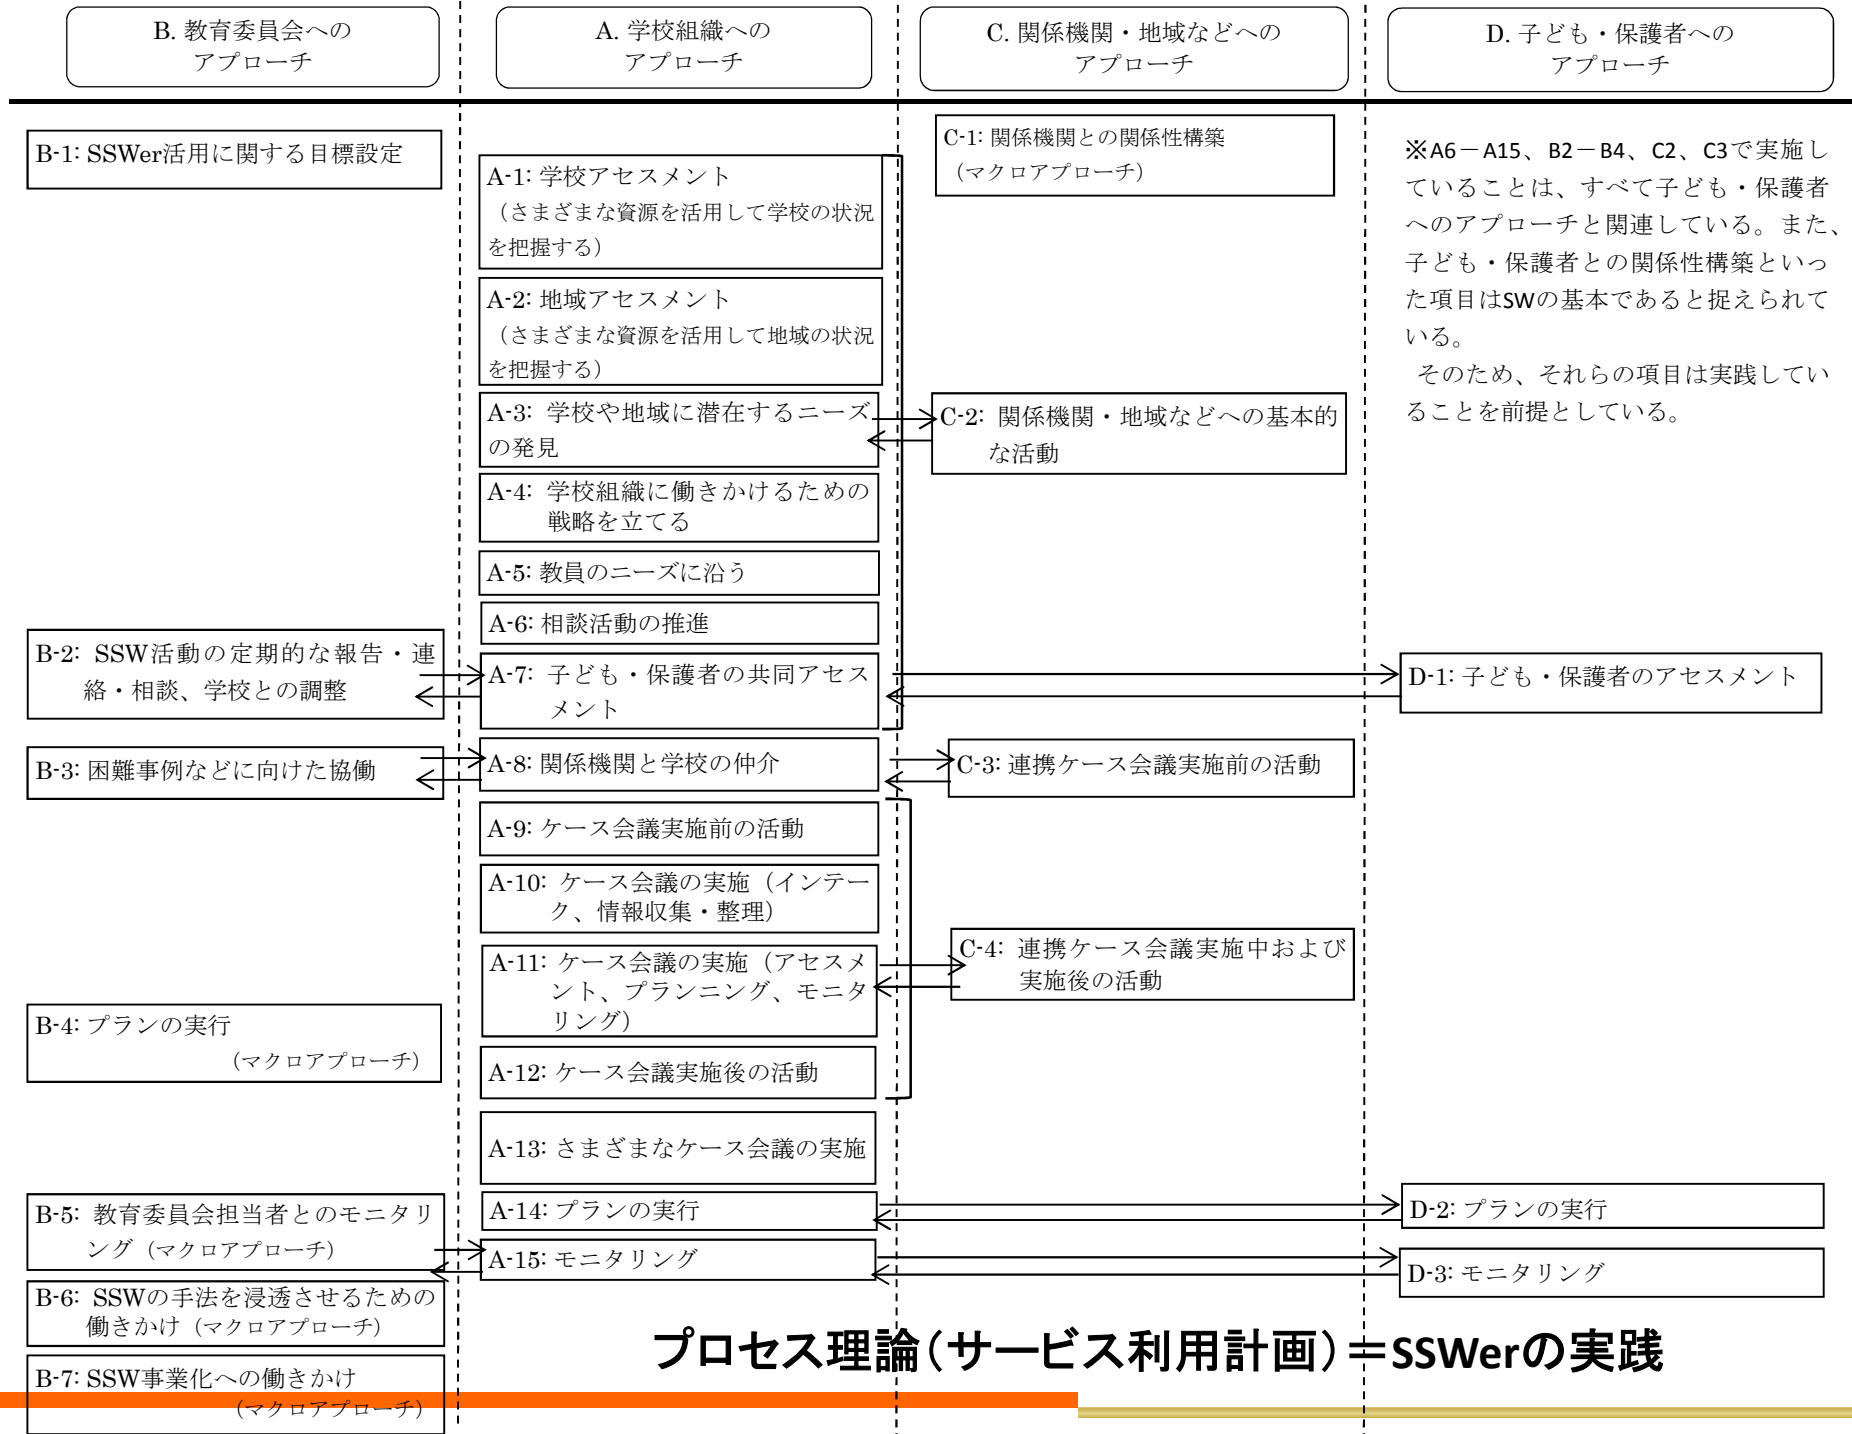 B. 教育委員会への
アプローチ
A. 学校組織への
アプローチ
C. 関係機関・地域などへの
アプローチ
D. 子ども・保護者への
アプローチ
B-1: SSWer活用に関する目標設定
B-2: SSW活動の定期的な報告・連
絡・相談、学校との調整
B-3: 困難事例などに向けた協働
B-4: プランの実行
（マクロアプローチ）
B-5: 教育委員会担当者とのモニタリ
ング（マクロアプローチ）
B-6: SSWの手法を浸透させるための
働きかけ（マクロアプローチ）
B-7: SSW事業化への働きかけ
（マクロアプローチ）
A-1: 学校アセスメント
（さまざまな資源を活用して学校の状況
を把握する）
A-2: 地域アセスメント
（さまざまな資源を活用して地域の状況
を把握する）
A-3: 学校や地域に潜在するニーズ
の発見
A-4: 学校組織に働きかけるための
戦略を立てる
A-5: 教員のニーズに沿う
A-6: 相談活動の推進
A-7: 子ども・保護者の共同アセス
メント
A-8: 関係機関と学校の仲介
A-9: ケース会議実施前の活動
A-10: ケース会議の実施（インテー
ク、情報収集・整理）
A-11: ケース会議の実施（アセスメ
ント、プランニング、モニタ
リング）
A-12: ケース会議実施後の活動
A-13: さまざまなケース会議の実施
A-14: プランの実行
A-15: モニタリング
C-1: 関係機関との関係性構築
（マクロアプローチ）
C-2: 関係機関・地域などへの基本的
な活動
C-3: 連携ケース会議実施前の活動
C-4: 連携ケース会議実施中および
実施後の活動
※A6－A15、B2－B4、C2、C3で実施し
ていることは、すべて子ども・保護者
へのアプローチと関連している。また、
子ども・保護者との関係性構築といっ
た項目はSWの基本であると捉えられて
いる。
そのため、それらの項目は実践してい
ることを前提としている。
D-1: 子ども・保護者のアセスメント
D-2: プランの実行
D-3: モニタリング
プロセス理論（サービス利用計画）＝SSWerの実践